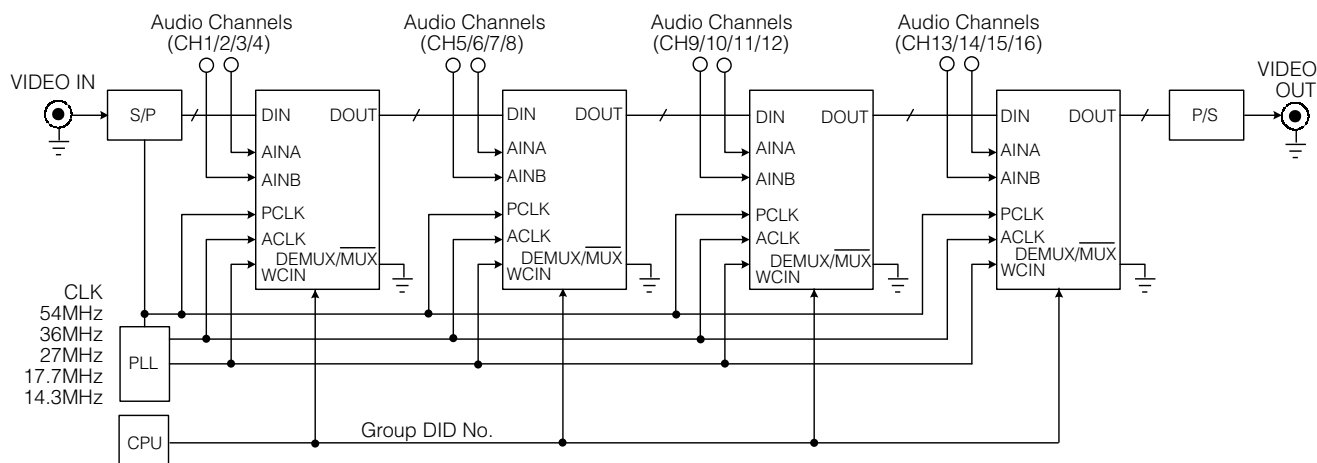 Audio Channels
(CH1/2/3/4)
Audio Channels
(CH5/6/7/8)
Audio Channels
(CH9/10/11/12)
Audio Channels
(CH13/14/15/16)
VIDEO IN
S/P
DIN DOUT
AINA
AINB
PCLK
ACLK
DEMUX/MUX
WCIN
DIN DOUT
AINA
AINB
PCLK
ACLK
DEMUX/MUX
WCIN
DIN DOUT
AINA
AINB
PCLK
ACLK
DEMUX/MUX
WCIN
DIN DOUT
AINA
AINB
PCLK
ACLK
DEMUX/MUX
WCIN
P/S
VIDEO
OUT
CLK
54MHz
36MHz
27MHz
17.7MHz
14.3MHz
PLL
CPU
Group DID No.